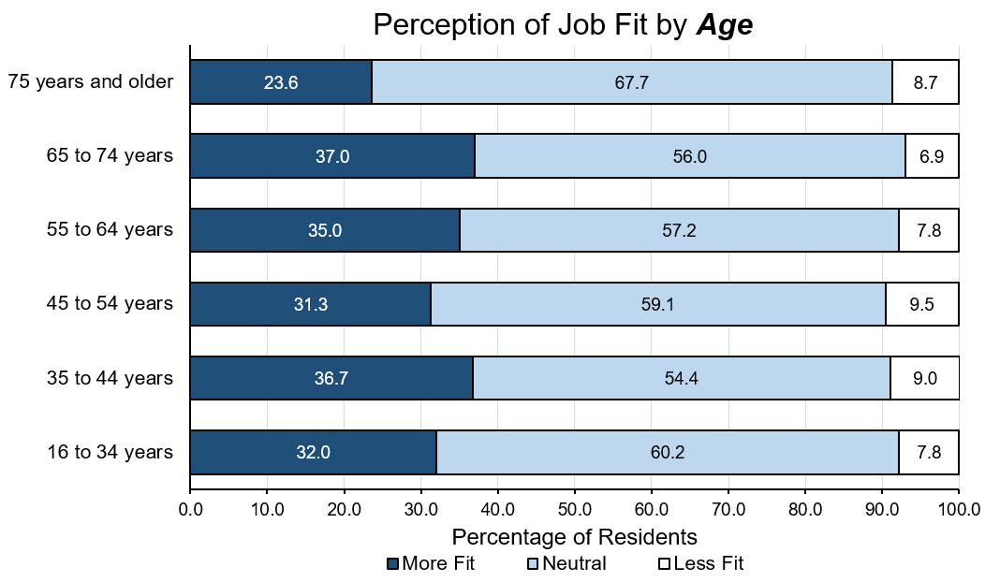 Perception of Job Fit by Age
75 years and older 23.6 67.7 8.7
65 to 74 years 37.0 56.0 6.9
55 to 64 years 35.0 57.2 7.8
45 to 54 years 31.3 59.1 9.5
35 to 44 years 36.7 54.4 9.0
16 to 34 years 32.0 60.2 7.8
0.0 10.0 20.0 30.0 40.0 50.0 60.0 70.0 80.0 90.0 100.0
Percentage of Residents
More Fit Neutral Less Fit